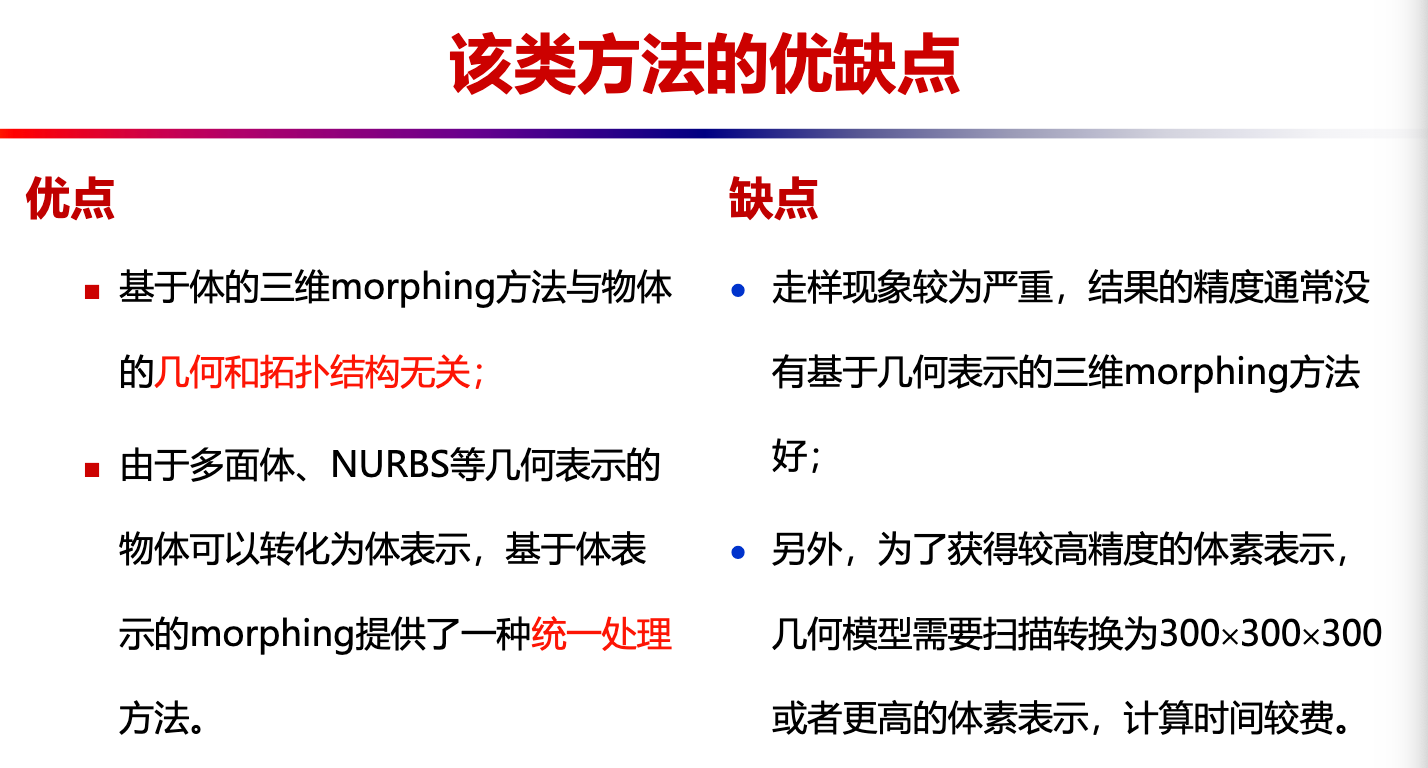 该类方法的优缺点
优点
基于体的三维morphing方法与物体
的几何和拓扑结构无关；
由于多面体、NURBS等几何表示的
物体可以转化为体表示，基于体表
示的morphing提供了一种统一处理
方法。
缺点
走样现象较为严重，结果的精度通常没
有基于几何表示的三维morphing方法
好；
另外，为了获得较高精度的体素表示，
几何模型需要扫描转换为300×300×300
或者更高的体素表示，计算时间较费。